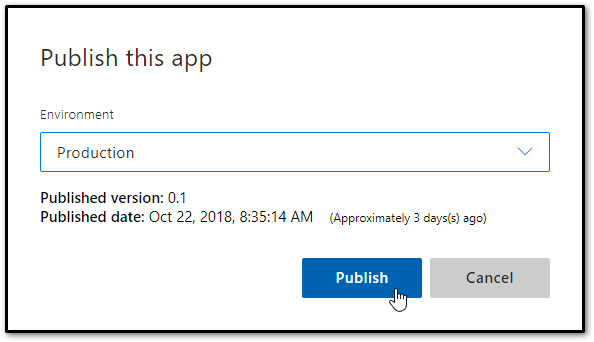 Publish this app
Environment
Production
Published version: 0.1
Published date: Oct 22, 2018, 8:35:14 AM (Approximately 3 days(s) ago)
Publish Cancel